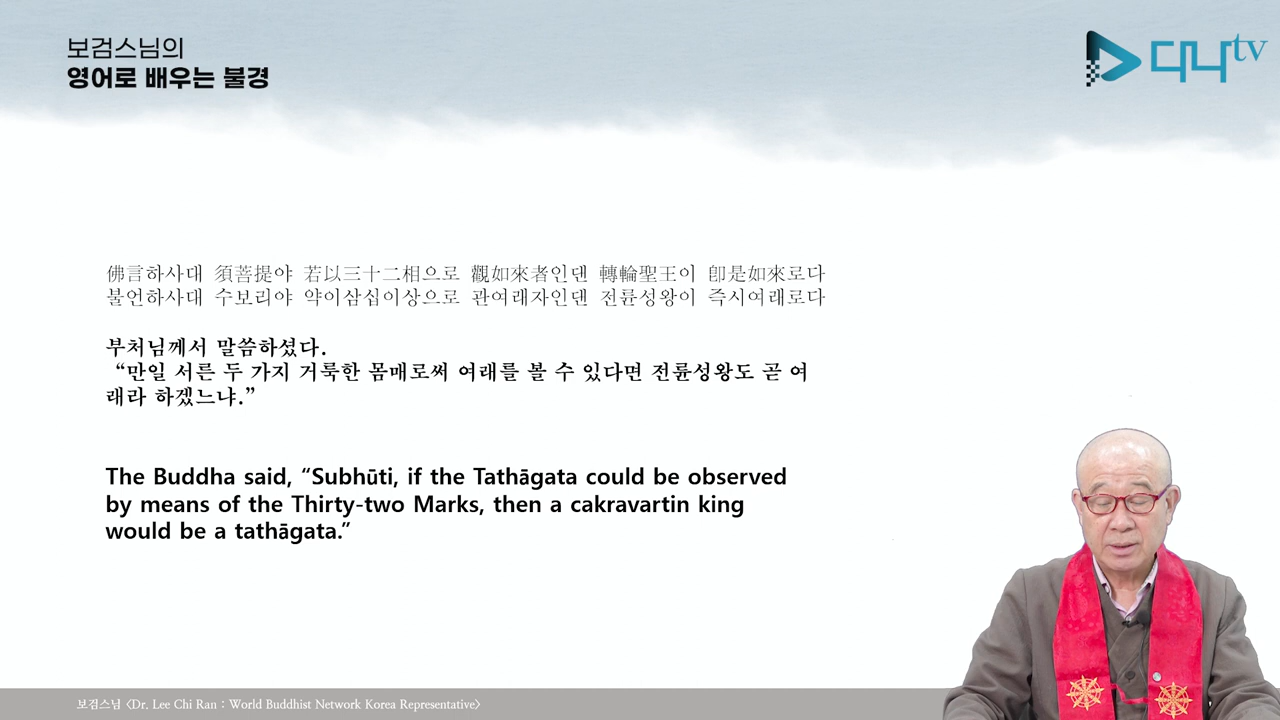 보검스님의
영어로 배우는 불경
디나tv
佛言하사대 須菩提야 若以三十二相으로 觀如來者인댄 轉輪聖王이 卽是如來로다
불언하사대 수보리야 약이삼십이상으로 관여래자인댄 전륜성왕이 즉시여래로다
부처님께서 말씀하셨다.
“만일 서른 두 가지 거룩한 몸매로써 여래를 볼 수 있다면 전륜성왕도 곧 여
래라 하겠느냐.”
The Buddha said, “Subhūti, if the Tathāgata could be observed
by means of the Thirty-two Marks, then a cakravartin king
would be a tathāgata.”
보검스님 <Dr. Lee Chi Ran : World Buddhist Network Korea Representative>